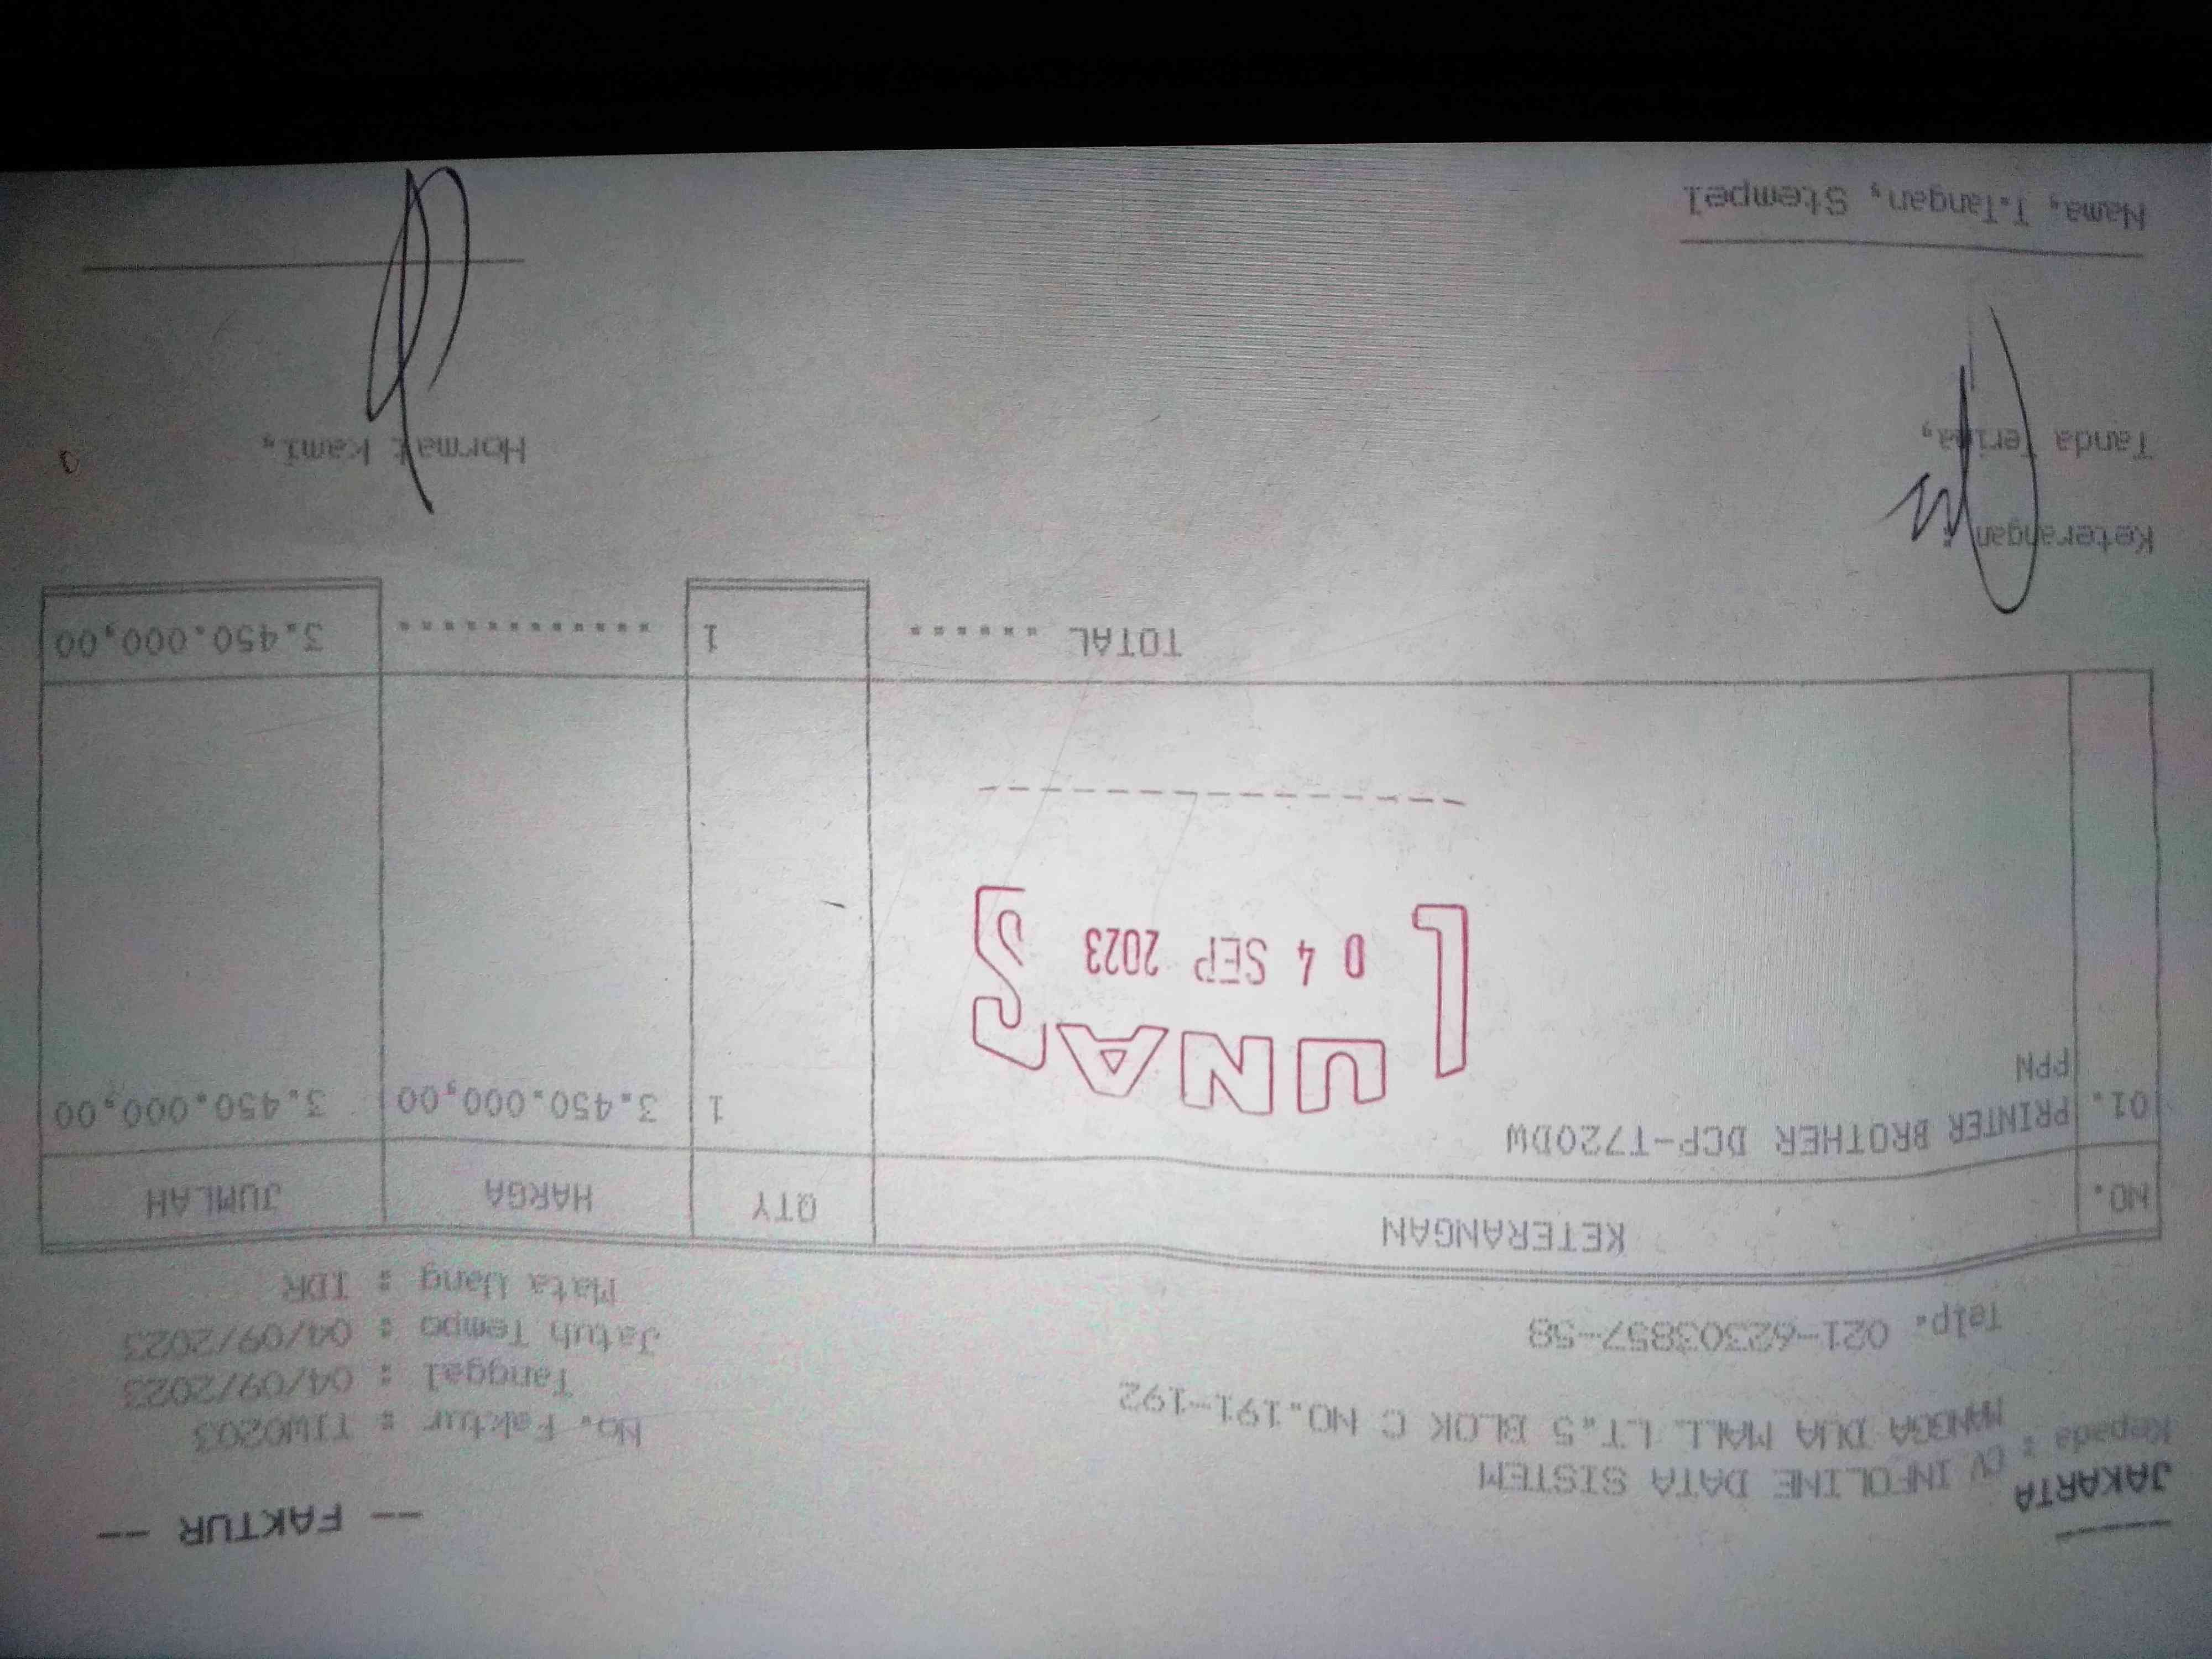 JAKARTA
-- FAKTUR --
Kepada : CV INFOLINE DATA SISTEM
MANGGA DUA MALL LT.5 BLOK C NO.191-192
Telp. 021-62303857-58
No. Faktur : TIW0203
Tanggal : 04/09/2023
Jatuh Tempo : 04/09/2023
Mata Uang : IDR
NO. KETERANGAN QTY HARGA JUMLAH
01. PRINTER BROTHER DCP-T720DW 1 3.450.000,00 3.450.000,00
PPN
LUNAS
04 SEP 2023
TOTAL ...... 1 ............ 3.450.000,00
Keterangan :
Tanda Terima, Hormat Kami,
Nama, T.Tangan, Stempel